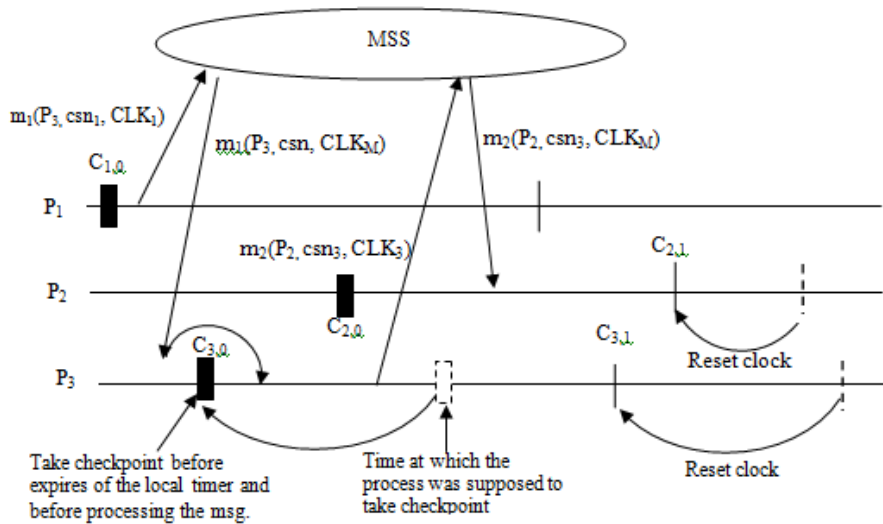 MSS
m₁(P₃, csn₁, CLK₁)
m₁(P₃, csn, CLK_M)
m₂(P₂, csn₃, CLK_M)
C₁,₀
P₁
m₂(P₂, csn₃, CLK₃)
C₂,₁
P₂
C₂,₀
C₃,₀
C₃,₁
Reset clock
P₃
Take checkpoint before
expires of the local timer and
before processing the msg.
Time at which the
process was supposed to
take checkpoint
Reset clock